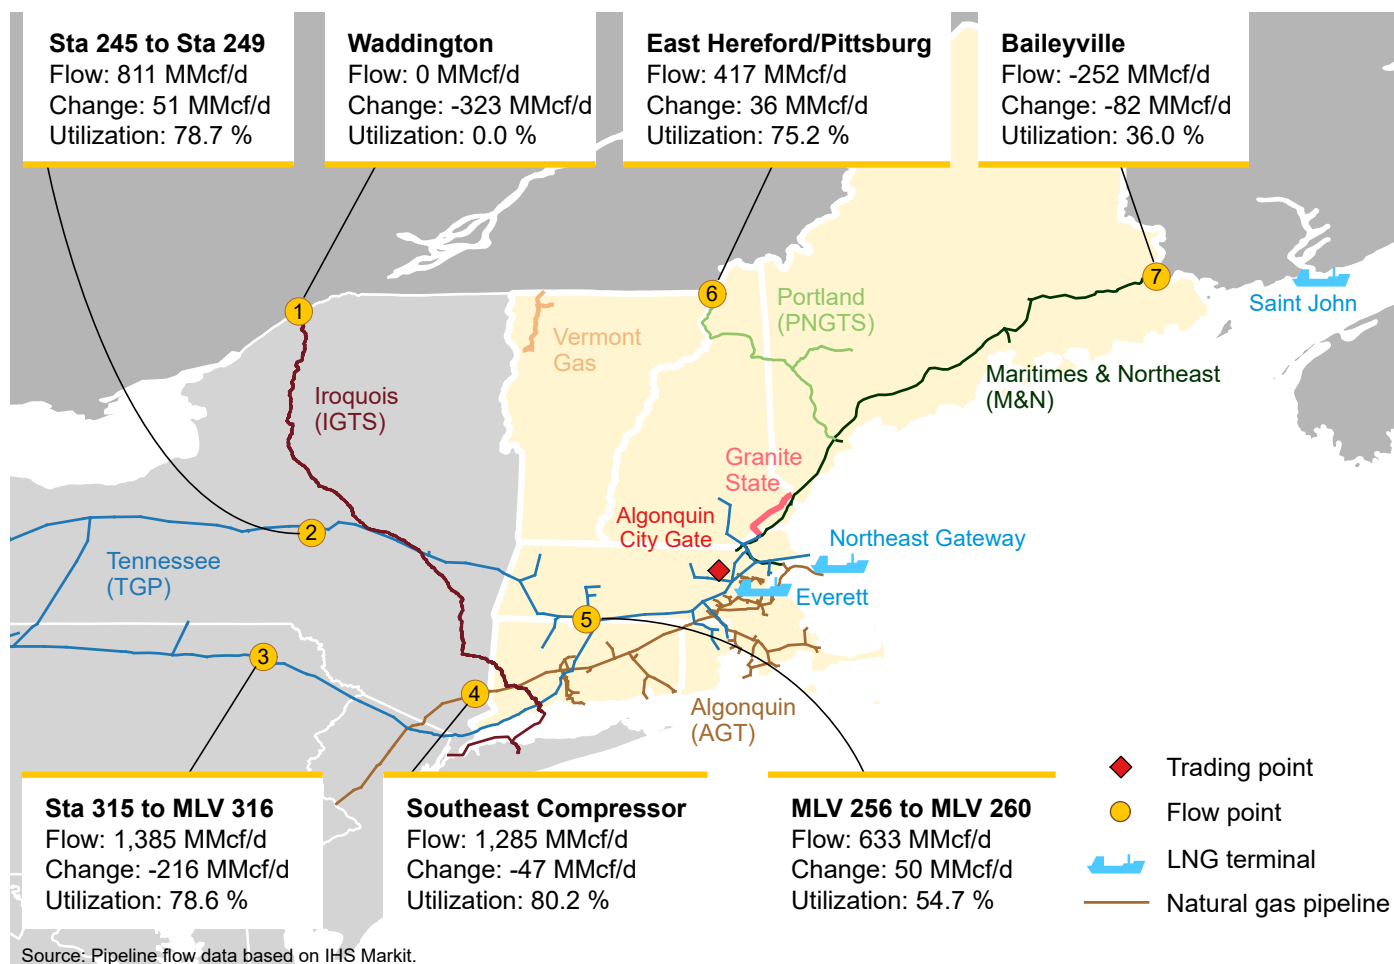 Sta 245 to Sta 249
Flow: 811 MMcf/d
Change: 51 MMcf/d
Utilization: 78.7 %
Waddington
Flow: 0 MMcf/d
Change: -323 MMcf/d
Utilization: 0.0 %
East Hereford/Pittsburg
Flow: 417 MMcf/d
Change: 36 MMcf/d
Utilization: 75.2 %
Baileyville
Flow: -252 MMcf/d
Change: -82 MMcf/d
Utilization: 36.0 %
7
6
1
Saint John
Portland
(PNGTS)
Vermont
Gas
Maritimes & Northeast
(M&N)
Iroquois
(IGTS)
Granite
State
Algonquin
City Gate
2
Northeast Gateway
Tennessee
(TGP)
Everett
5
3
4
Algonquin
(AGT)
Sta 315 to MLV 316
Flow: 1,385 MMcf/d
Change: -216 MMcf/d
Utilization: 78.6 %
Southeast Compressor
Flow: 1,285 MMcf/d
Change: -47 MMcf/d
Utilization: 80.2 %
MLV 256 to MLV 260
Flow: 633 MMcf/d
Change: 50 MMcf/d
Utilization: 54.7 %
Trading point
Flow point
LNG terminal
Natural gas pipeline
Source: Pipeline flow data based on IHS Markit.